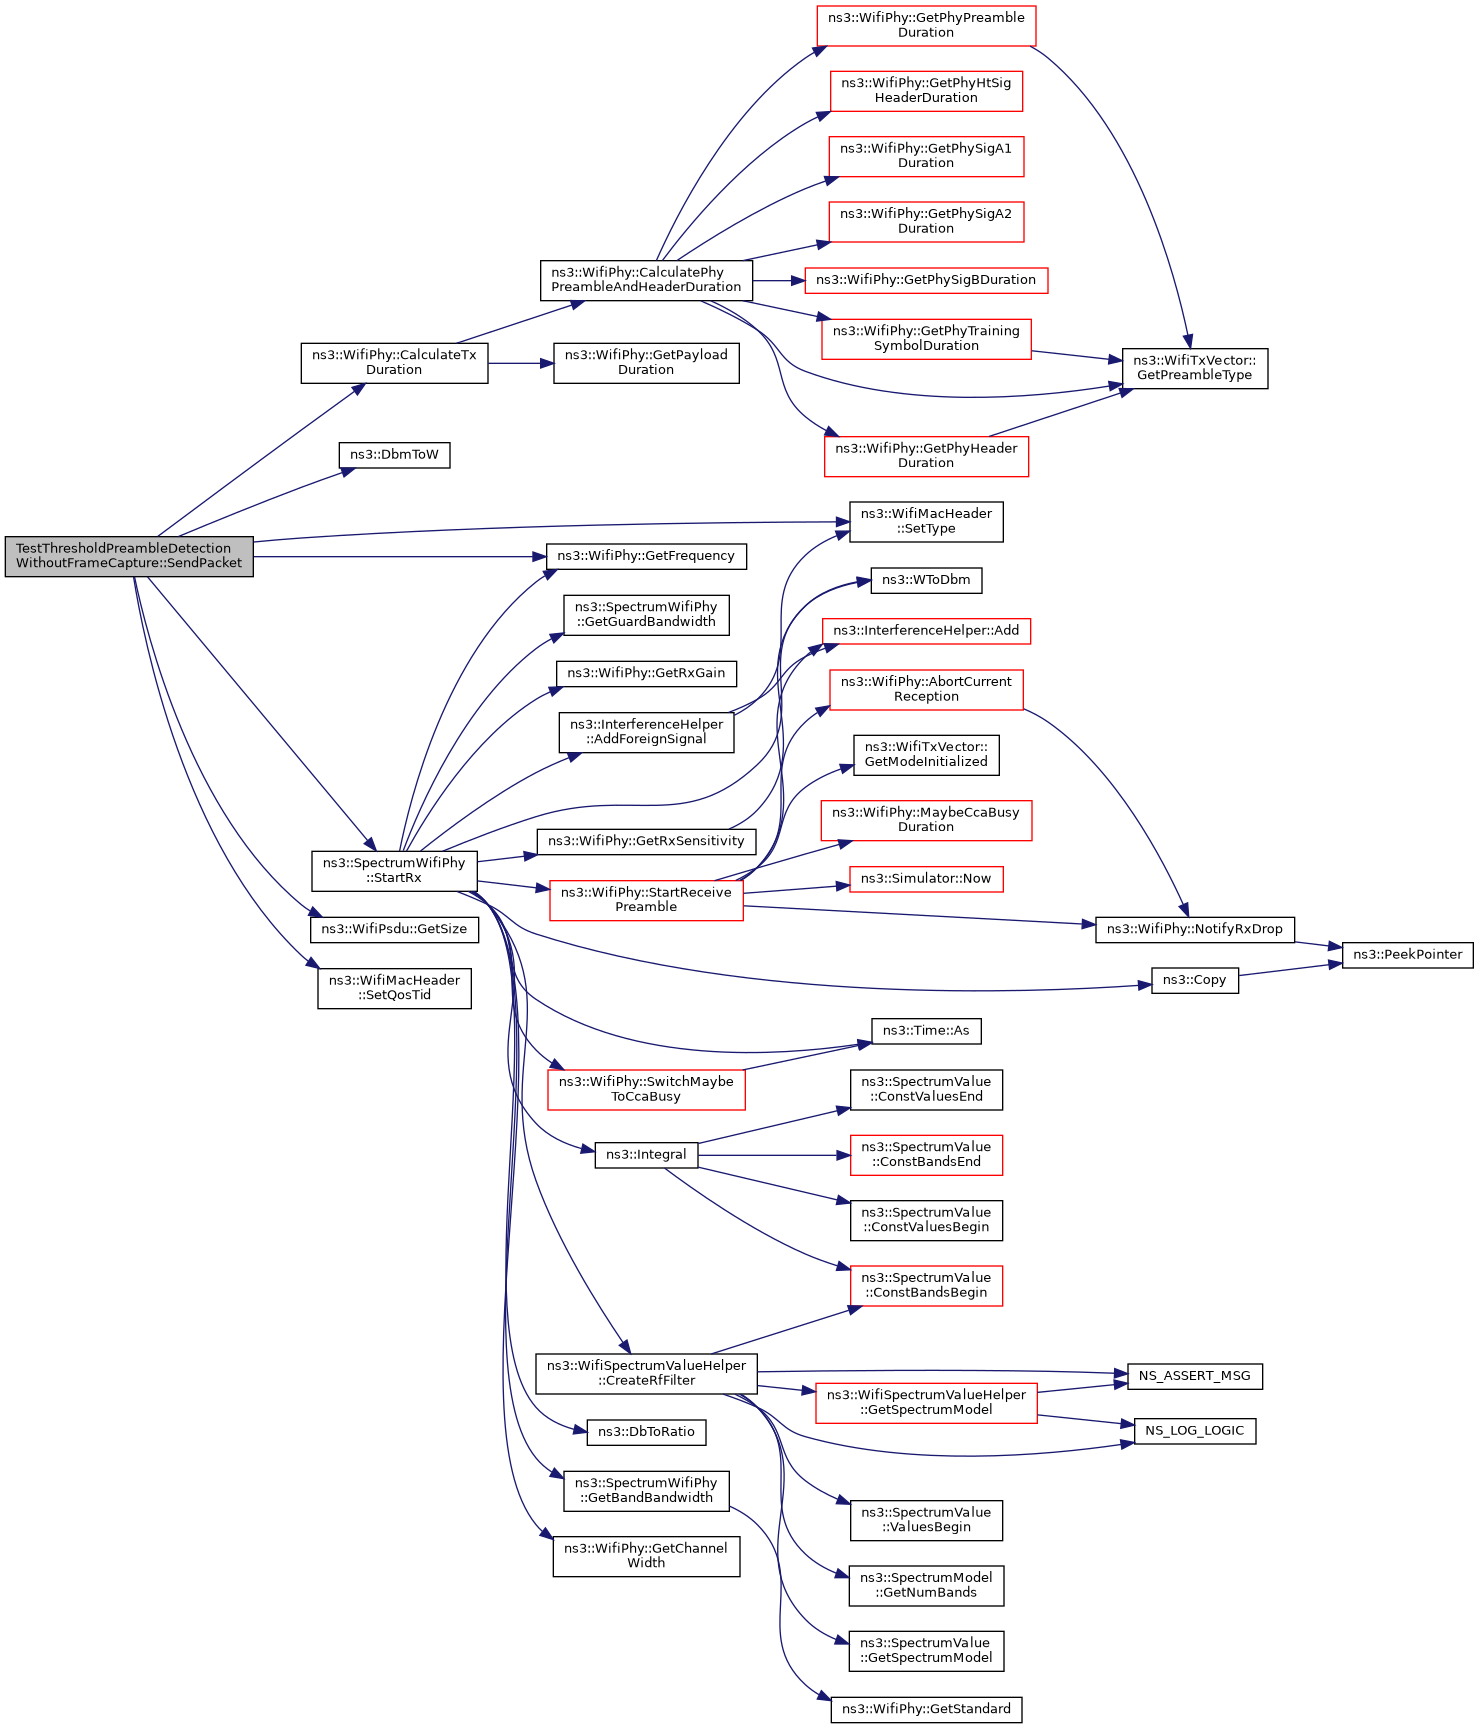 ns3::WifiPhy::GetPhyPreamble
Duration
ns3::WifiPhy::GetPhyHtSig
HeaderDuration
ns3::WifiPhy::GetPhySigA1
Duration
ns3::WifiPhy::GetPhySigA2
Duration
ns3::WifiPhy::CalculatePhy
PreambleAndHeaderDuration
ns3::WifiPhy::GetPhySigBDuration
ns3::WifiPhy::GetPhyTraining
SymbolDuration
ns3::WifiTxVector::
GetPreambleType
ns3::WifiPhy::CalculateTx
Duration
ns3::WifiPhy::GetPayload
Duration
ns3::WifiPhy::GetPhyHeader
Duration
ns3::DbmToW
ns3::WifiMacHeader
::SetType
TestThresholdPreambleDetection
WithoutFrameCapture::SendPacket
ns3::WifiPhy::GetFrequency
ns3::WToDbm
ns3::SpectrumWifiPhy
::GetGuardBandwidth
ns3::InterferenceHelper::Add
ns3::WifiPhy::GetRxGain
ns3::WifiPhy::AbortCurrent
Reception
ns3::InterferenceHelper
::AddForeignSignal
ns3::WifiTxVector::
GetModeInitialized
ns3::WifiPhy::MaybeCcaBusy
Duration
ns3::WifiPhy::GetRxSensitivity
ns3::SpectrumWifiPhy
::StartRx
ns3::Simulator::Now
ns3::WifiPhy::StartReceive
Preamble
ns3::WifiPsdu::GetSize
ns3::WifiPhy::NotifyRxDrop
ns3::PeekPointer
ns3::WifiMacHeader
::SetQosTid
ns3::Copy
ns3::Time::As
ns3::WifiPhy::SwitchMaybe
ToCcaBusy
ns3::SpectrumValue
::ConstValuesEnd
ns3::Integral
ns3::SpectrumValue
::ConstBandsEnd
ns3::SpectrumValue
::ConstValuesBegin
ns3::SpectrumValue
::ConstBandsBegin
ns3::WifiSpectrumValueHelper
::CreateRfFilter
NS_ASSERT_MSG
ns3::WifiSpectrumValueHelper
::GetSpectrumModel
ns3::DbToRatio
NS_LOG_LOGIC
ns3::SpectrumWifiPhy
::GetBandBandwidth
ns3::SpectrumValue
::ValuesBegin
ns3::WifiPhy::GetChannel
Width
ns3::SpectrumModel
::GetNumBands
ns3::SpectrumValue
::GetSpectrumModel
ns3::WifiPhy::GetStandard